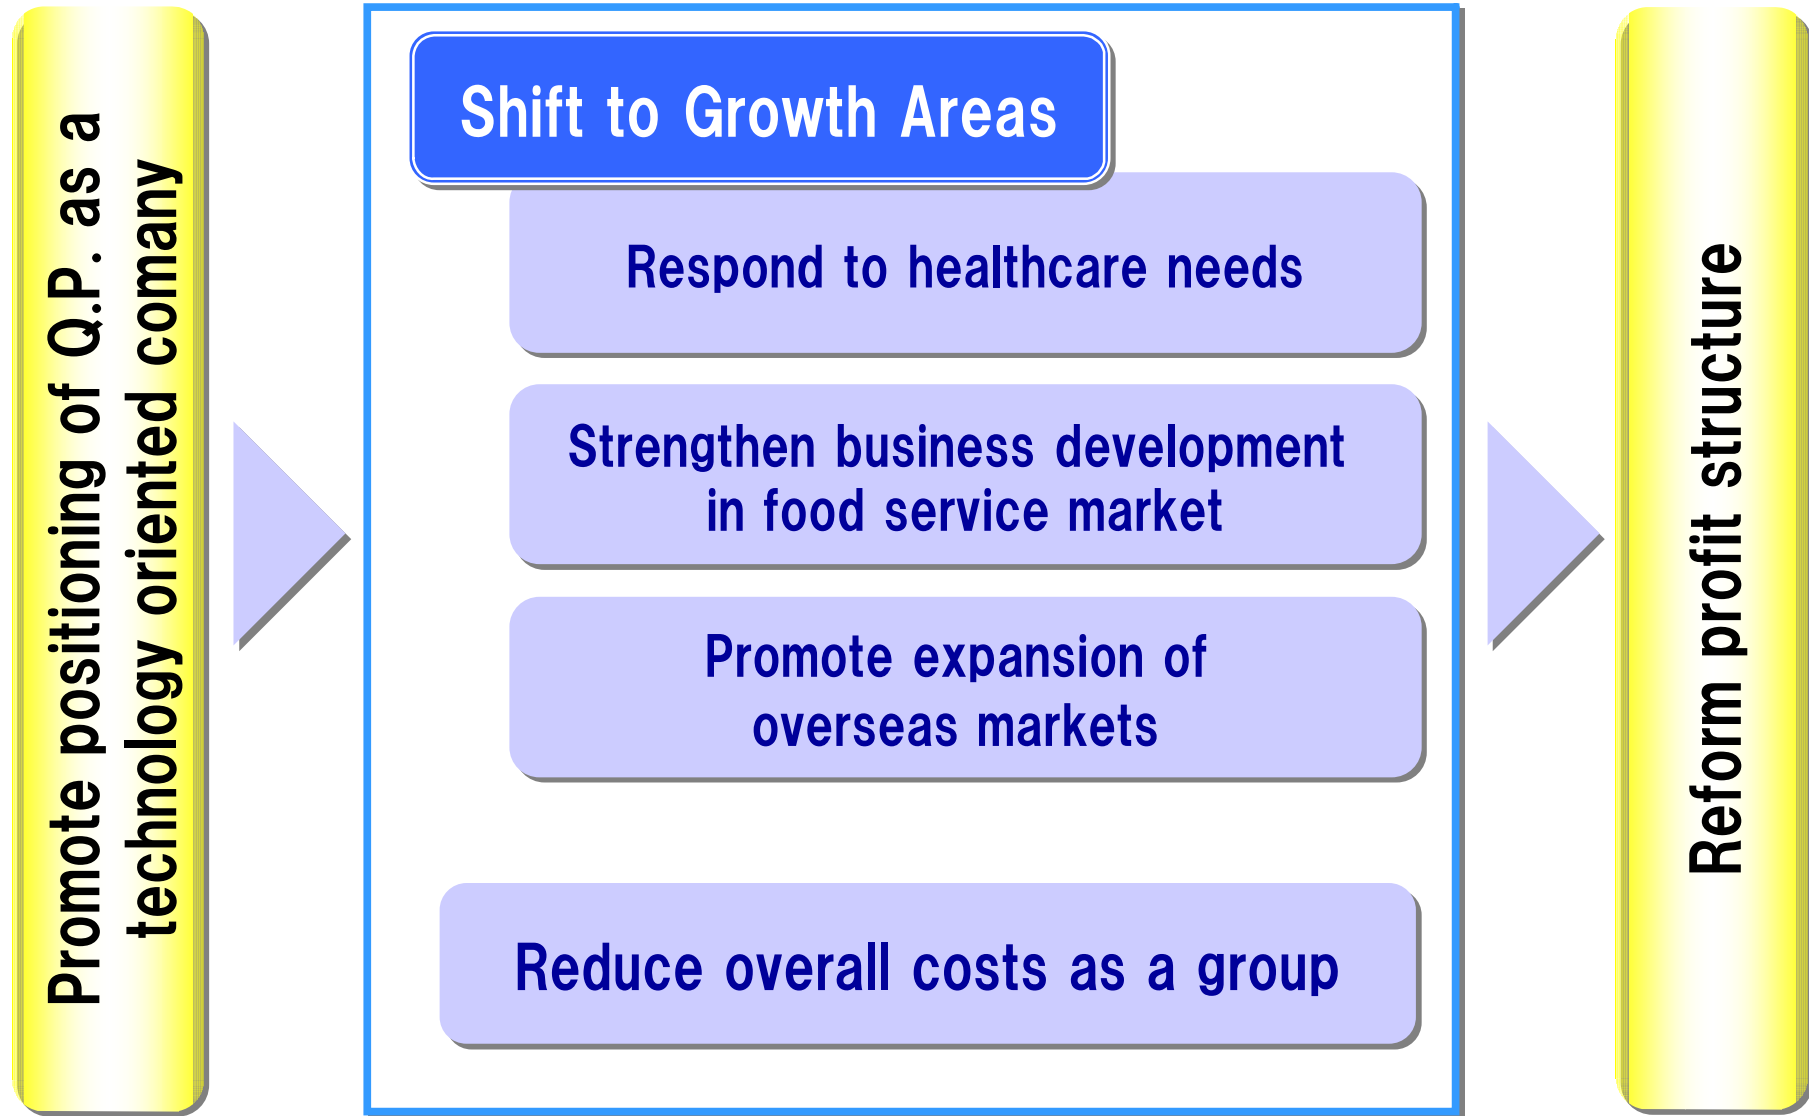 Promote positioning of Q.P. as a
technology oriented comany
Shift to Growth Areas
Respond to healthcare needs
Strengthen business development
in food service market
Promote expansion of
overseas markets
Reduce overall costs as a group
Reform profit structure